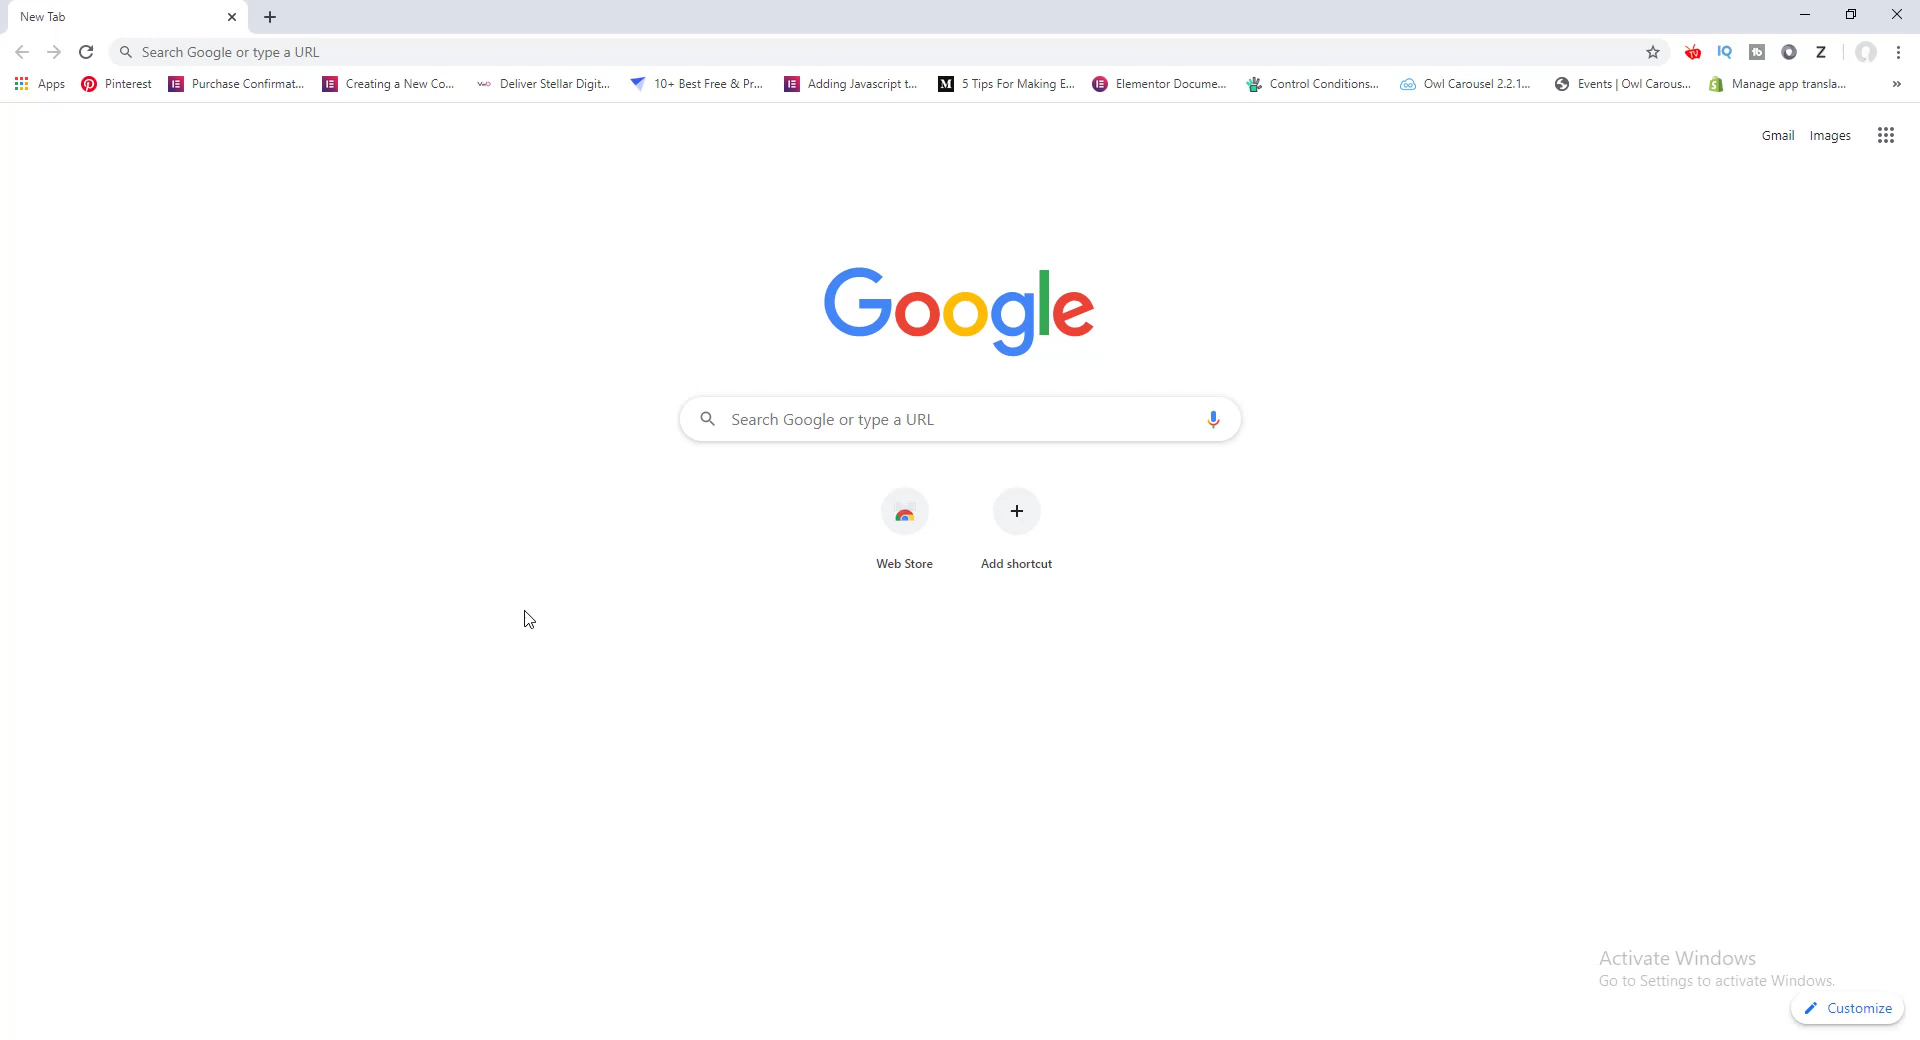 New Tab
Search Google or type a URL
IQ tb Z
Apps Pinterest Purchase Confirmat... Creating a New Co... Deliver Stellar Digit... 10+ Best Free & Pr... Adding Javascript t... M 5 Tips For Making E... Elementor Docume... Control Conditions... Owl Carousel 2.2.1... Events | Owl Carous... Manage app transla... »
Gmail Images
Google
Search Google or type a URL
Web Store Add shortcut
Activate Windows
Go to Settings to activate Windows.
Customize